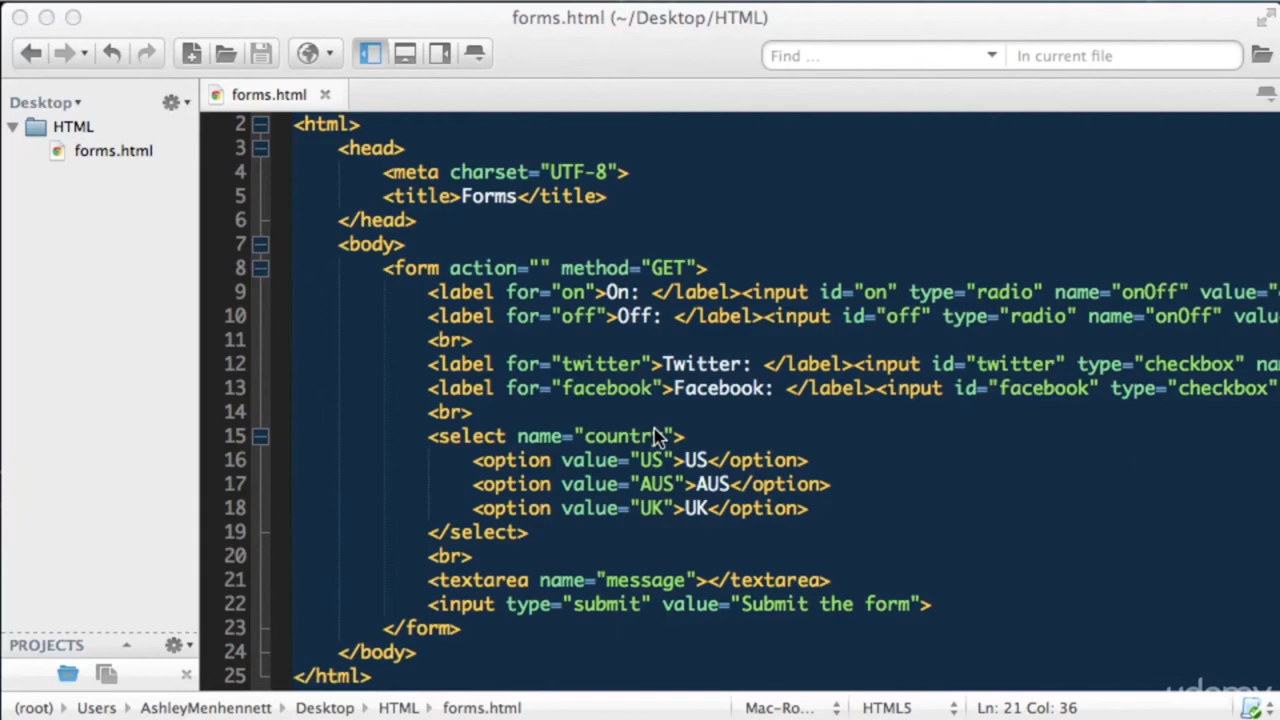 forms.html (~/Desktop/HTML)
Find ...
In current file
Desktop
forms.html
HTML
forms.html
2 <html>
3 <head>
4 <meta charset="UTF-8">
5 <title>Forms</title>
6 </head>
7 <body>
8 <form action="" method="GET">
9 <label for="on">On: </label><input id="on" type="radio" name="onOff" value="
10 <label for="off">Off: </label><input id="off" type="radio" name="onOff" valu
11 <br>
12 <label for="twitter">Twitter: </label><input id="twitter" type="checkbox" na
13 <label for="facebook">Facebook: </label><input id="facebook" type="checkbox"
14 <br>
15 <select name="country">
16 <option value="US">US</option>
17 <option value="AUS">AUS</option>
18 <option value="UK">UK</option>
19 </select>
20 <br>
21 <textarea name="message"></textarea>
22 <input type="submit" value="Submit the form">
23 </form>
24 </body>
25 </html>
PROJECTS
udemy
(root) Users AshleyMenhennett Desktop HTML forms.html Mac-Ro... HTML5 Ln: 21 Col: 36